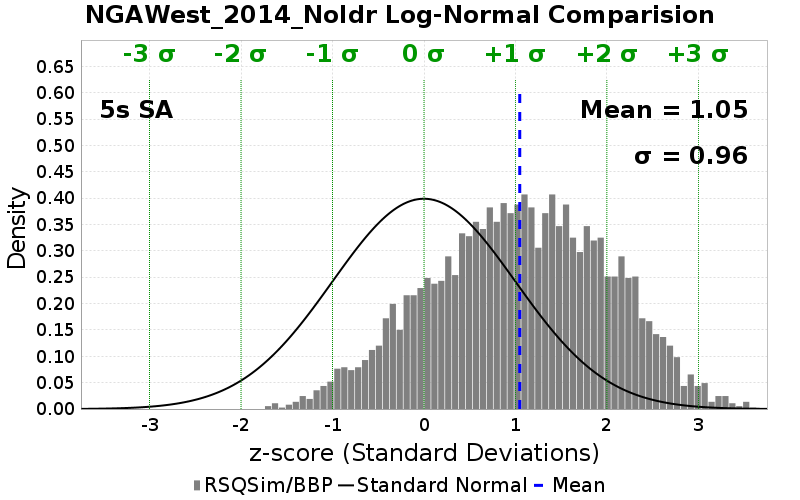 NGAWest_2014_NoIdr Log-Normal Comparision
-3 σ -2 σ -1 σ 0 σ +1 σ +2 σ +3 σ
5s SA
Mean = 1.05
σ = 0.96
Density
0.65
0.60
0.55
0.50
0.45
0.40
0.35
0.30
0.25
0.20
0.15
0.10
0.05
0.00
-3 -2 -1 0 1 2 3
z-score (Standard Deviations)
RSQSim/BBP Standard Normal Mean